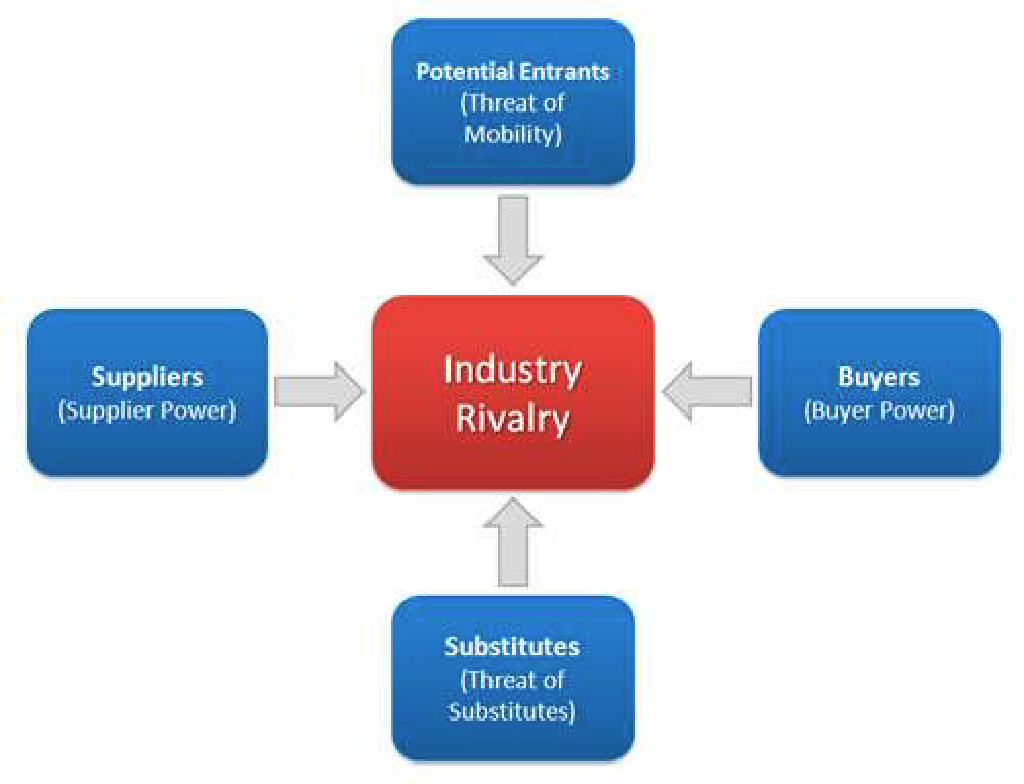 Potential Entrants
(Threat of
Mobility)
Suppliers
(Supplier Power)
Industry
Rivalry
Buyers
(Buyer Power)
Substitutes
(Threat of
Substitutes)